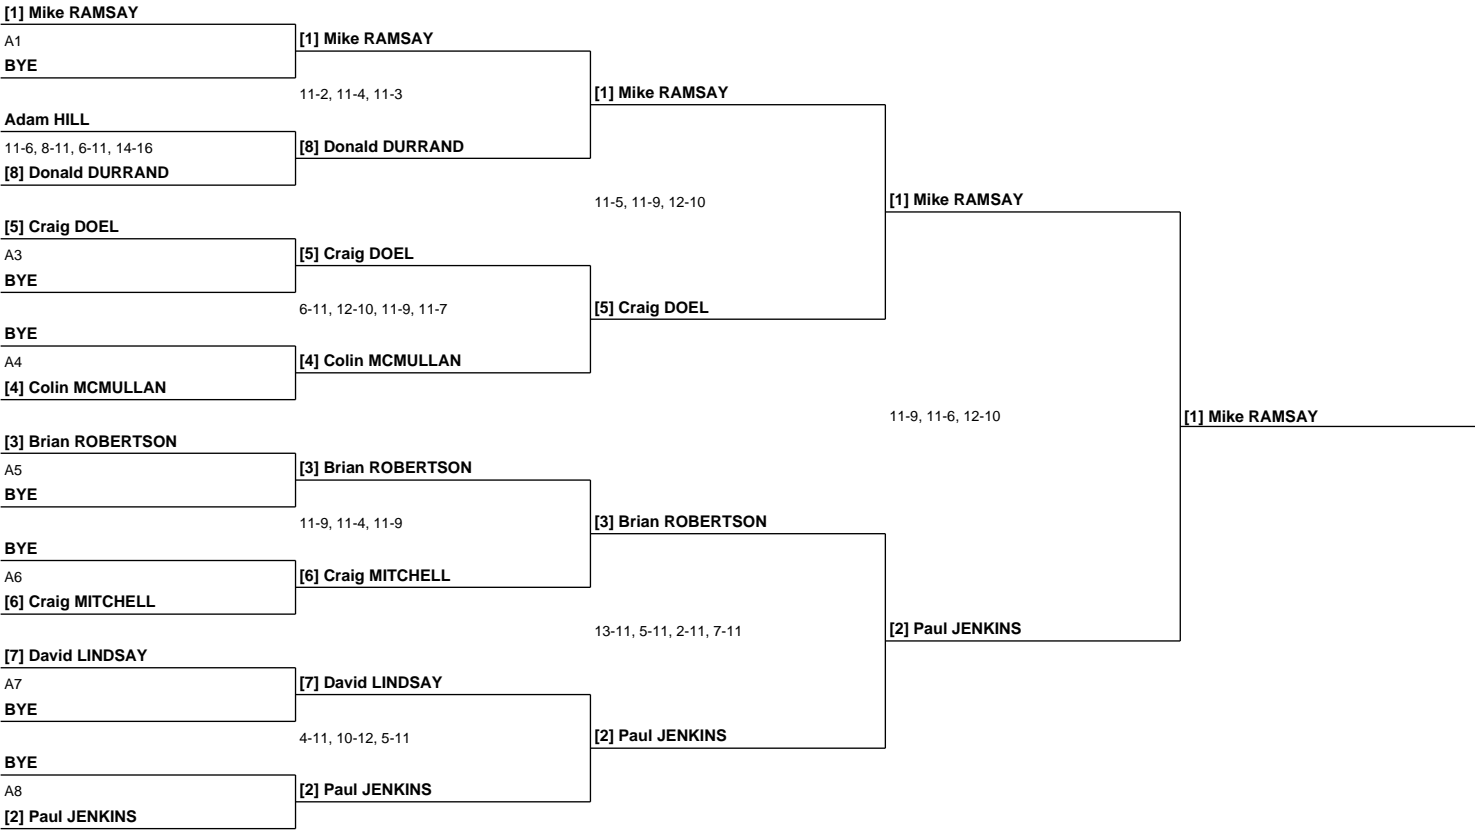 [1] Mike RAMSAY
A1
BYE
Adam HILL
11-6, 8-11, 6-11, 14-16
[8] Donald DURRAND
[5] Craig DOEL
A3
BYE
BYE
A4
[4] Colin MCMULLAN
[3] Brian ROBERTSON
A5
BYE
BYE
A6
[6] Craig MITCHELL
[7] David LINDSAY
A7
BYE
BYE
A8
[2] Paul JENKINS
[1] Mike RAMSAY
11-2, 11-4, 11-3
[8] Donald DURRAND
[5] Craig DOEL
6-11, 12-10, 11-9, 11-7
[4] Colin MCMULLAN
[3] Brian ROBERTSON
11-9, 11-4, 11-9
[6] Craig MITCHELL
[7] David LINDSAY
4-11, 10-12, 5-11
[2] Paul JENKINS
[1] Mike RAMSAY
11-5, 11-9, 12-10
[5] Craig DOEL
[3] Brian ROBERTSON
13-11, 5-11, 2-11, 7-11
[2] Paul JENKINS
[1] Mike RAMSAY
11-9, 11-6, 12-10
[2] Paul JENKINS
[1] Mike RAMSAY